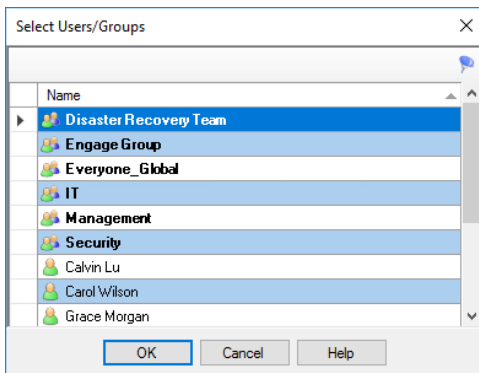 Select Users/Groups
Name
Disaster Recovery Team
Engage Group
Everyone_Global
IT
Management
Security
Calvin Lu
Carol Wilson
Grace Morgan
OK Cancel Help